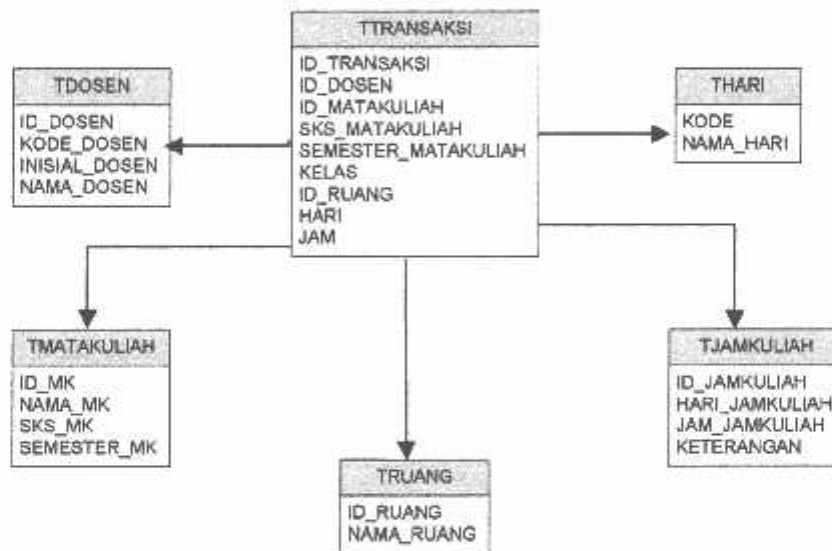 TTRANSAKSI
ID_TRANSAKSI
ID_DOSEN
ID_MATAKULIAH
SKS_MATAKULIAH
SEMESTER_MATAKULIAH
KELAS
ID_RUANG
HARI
JAM
TDOSEN
ID_DOSEN
KODE_DOSEN
INISIAL_DOSEN
NAMA_DOSEN
THARI
KODE
NAMA_HARI
TMATAKULIAH
ID_MK
NAMA_MK
SKS_MK
SEMESTER_MK
TJAMKULIAH
ID_JAMKULIAH
HARI_JAMKULIAH
JAM_JAMKULIAH
KETERANGAN
TRUANG
ID_RUANG
NAMA_RUANG